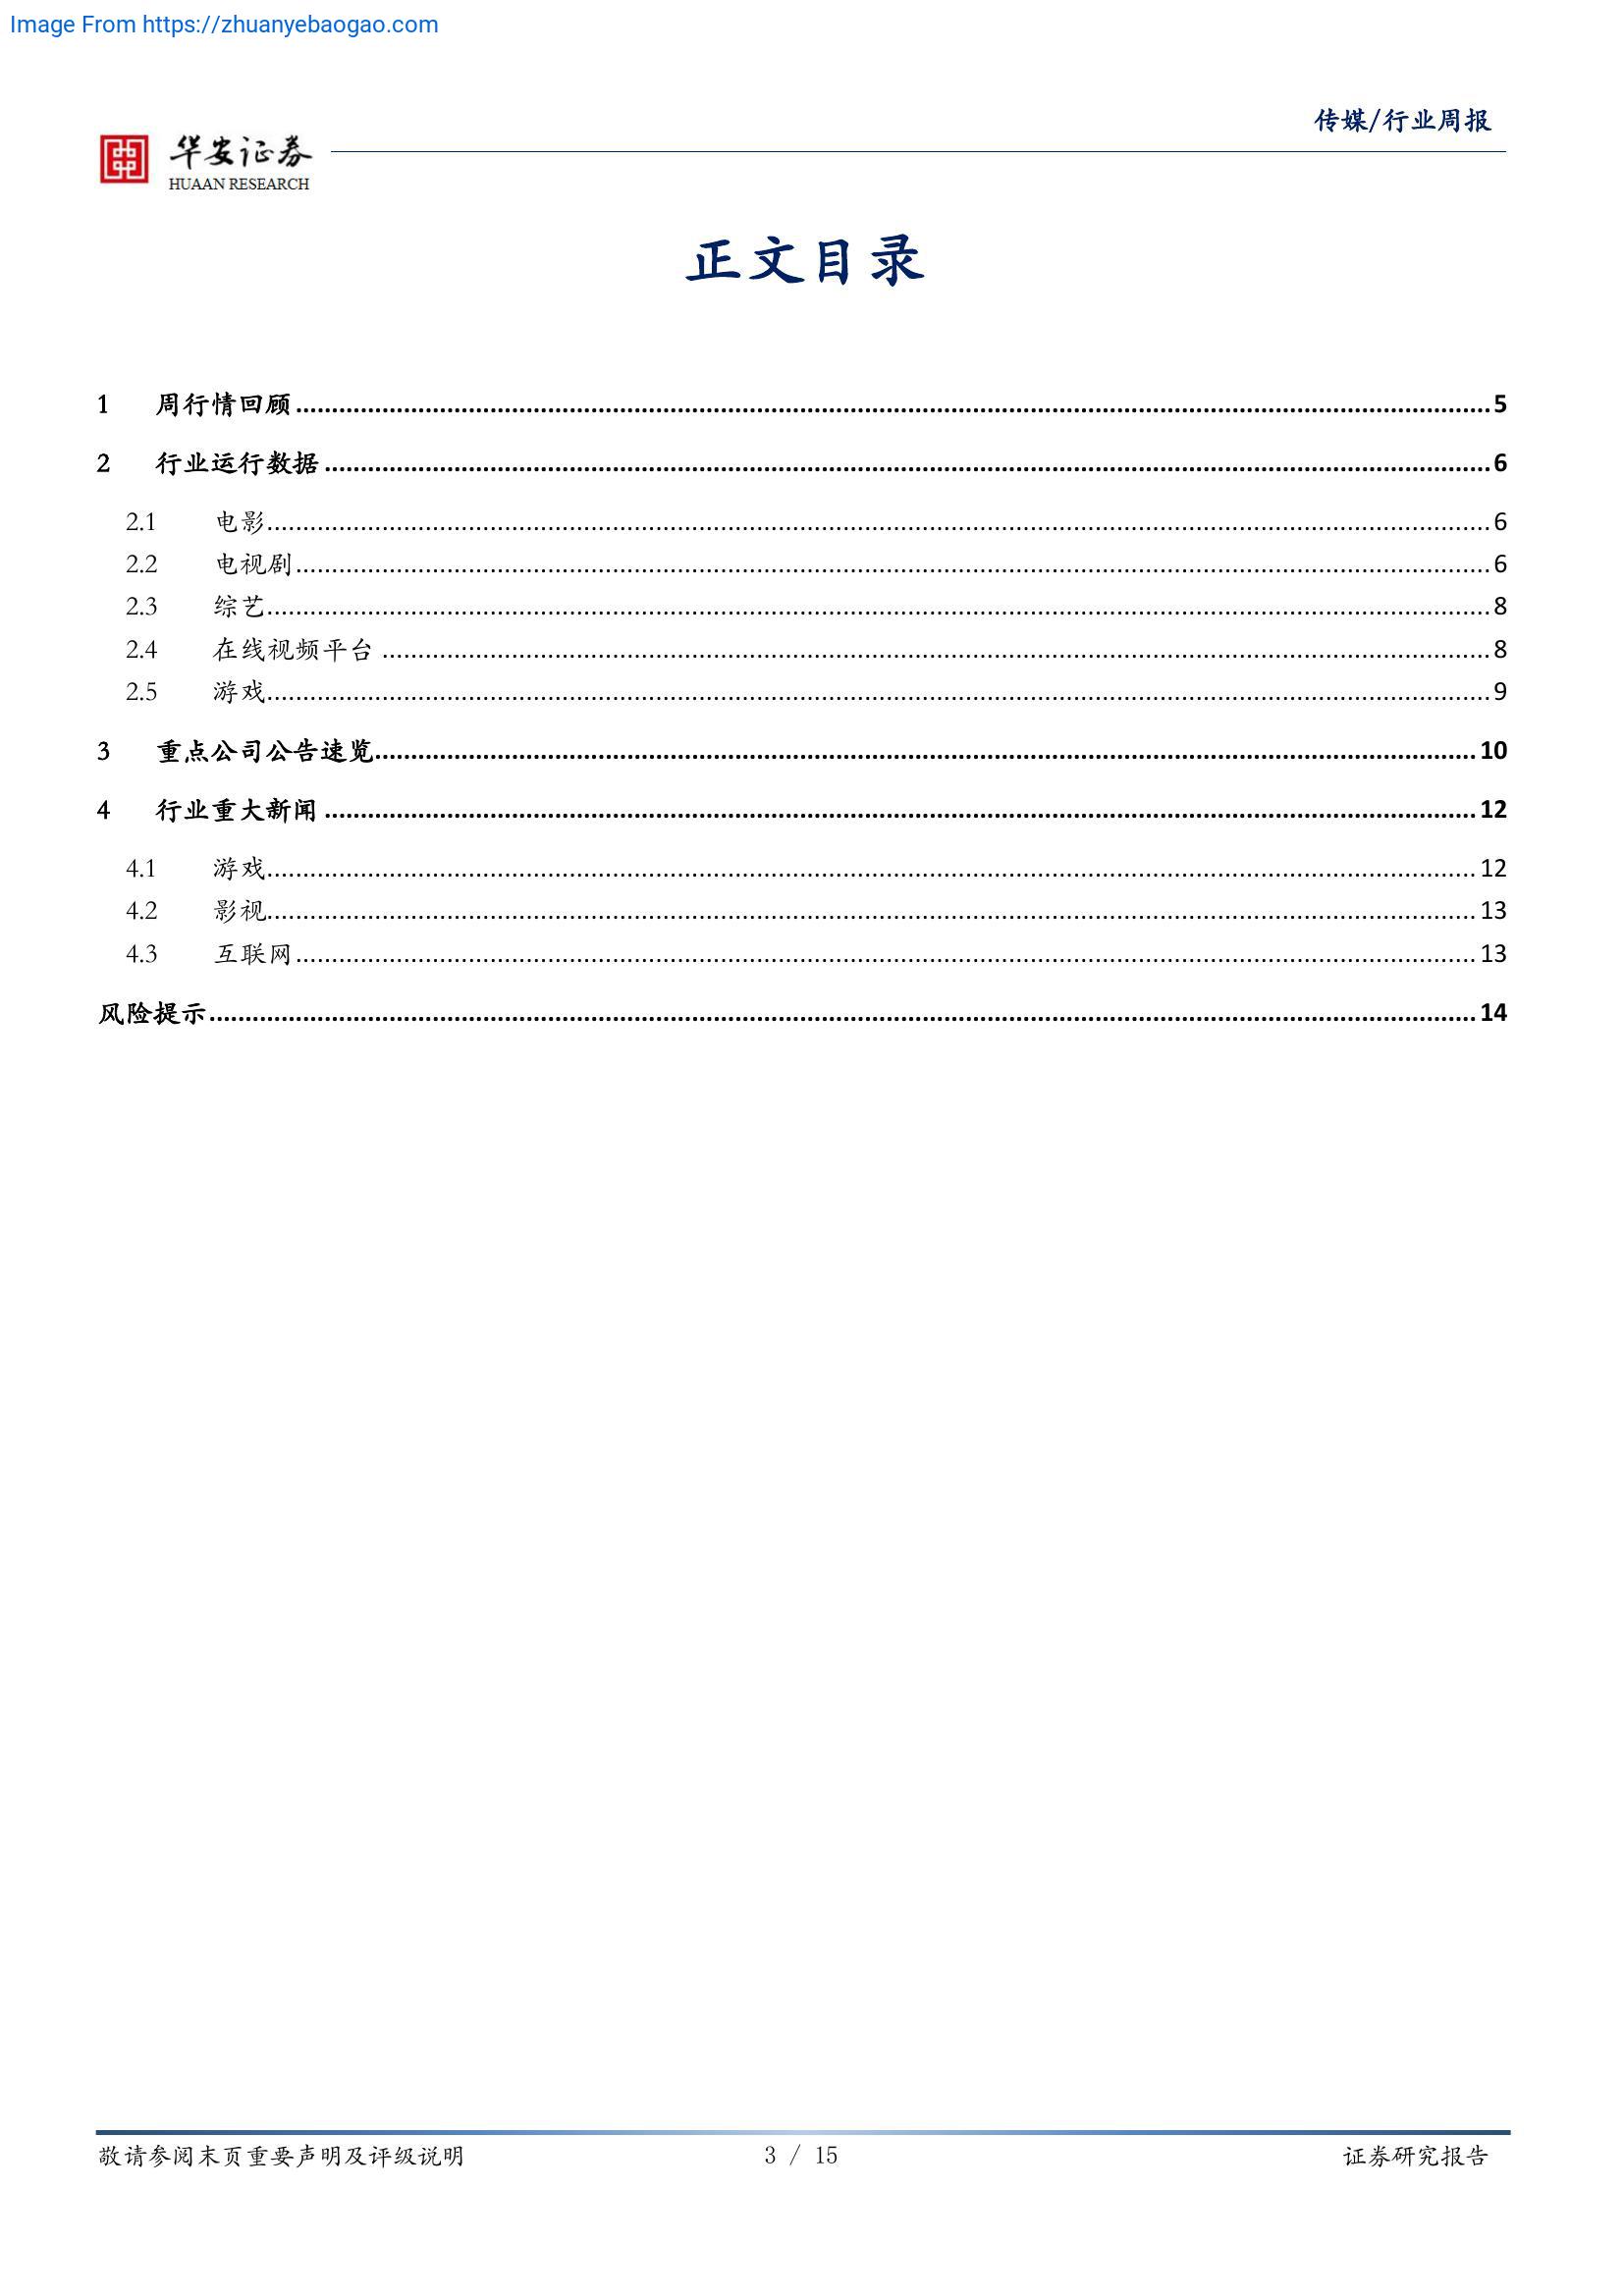 Image From https://zhuanyebaogao.com
传媒/行业周报
华安证券
HUAAN RESEARCH
正文目录
1 周行情回顾 5
2 行业运行数据 6
2.1 电影 6
2.2 电视剧 6
2.3 综艺 8
2.4 在线视频平台 8
2.5 游戏 9
3 重点公司公告速览 10
4 行业重大新闻 12
4.1 游戏 12
4.2 影视 13
4.3 互联网 13
风险提示 14
敬请参阅末页重要声明及评级说明 3 / 15 证券研究报告